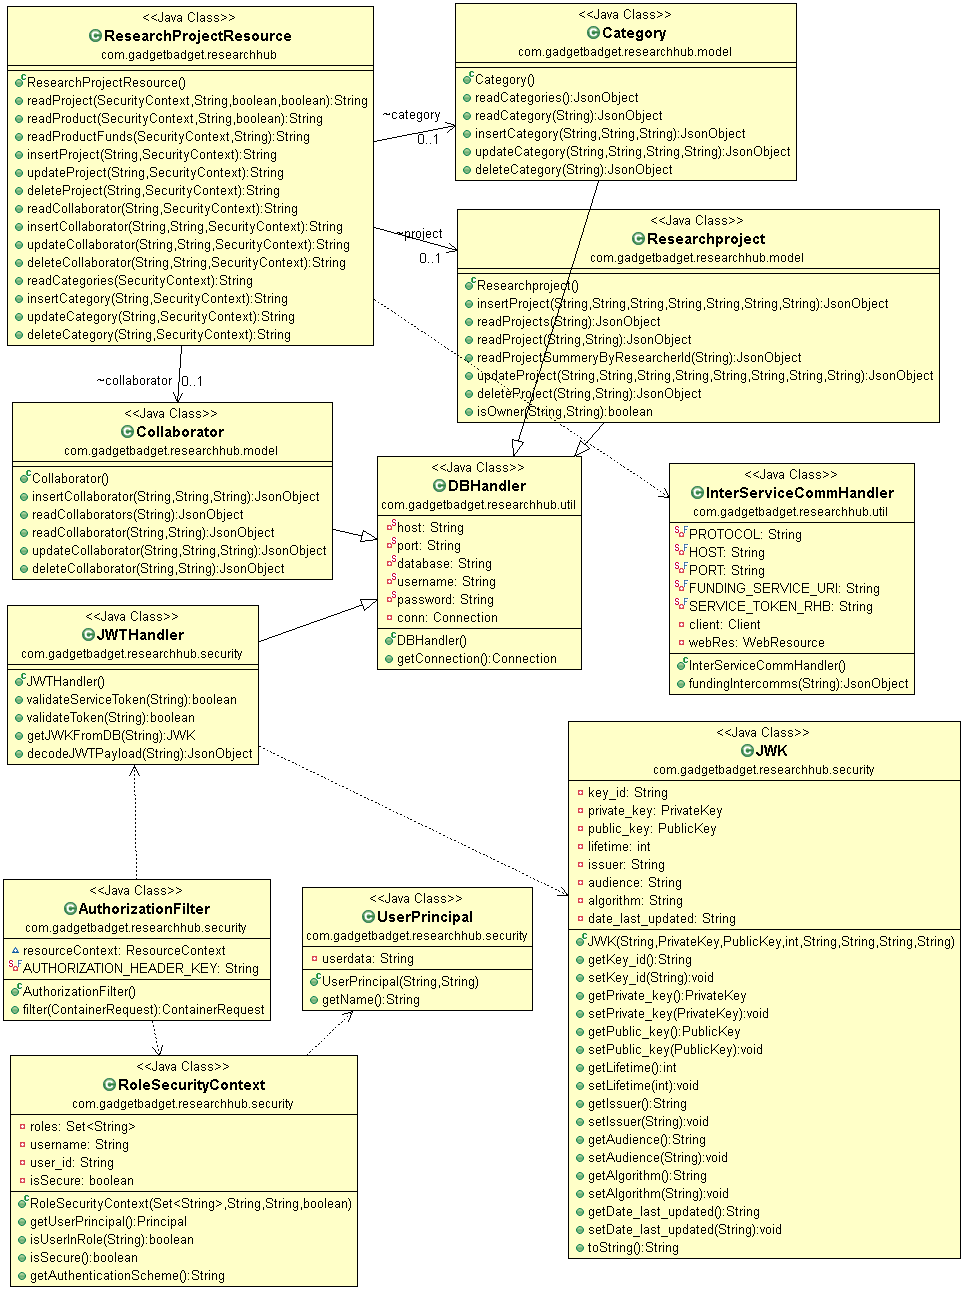 <<Java Class>>
ResearchProjectResource
com.gadgetbadget.researchhub
ResearchProjectResource()
readProject(SecurityContext,String,boolean,boolean):String
readProduct(SecurityContext,String,boolean):String
readProductFunds(SecurityContext,String):String
insertProject(String,SecurityContext):String
updateProject(String,SecurityContext):String
deleteProject(String,SecurityContext):String
readCollaborator(String,SecurityContext):String
insertCollaborator(String,String,SecurityContext):String
updateCollaborator(String,String,SecurityContext):String
deleteCollaborator(String,String,SecurityContext):String
readCategories(SecurityContext):String
insertCategory(String,SecurityContext):String
updateCategory(String,SecurityContext):String
deleteCategory(String,SecurityContext):String
~category
0..1
<<Java Class>>
Category
com.gadgetbadget.researchhub.model
Category()
readCategories():JsonObject
readCategory(String):JsonObject
insertCategory(String,String,String):JsonObject
updateCategory(String,String,String,String):JsonObject
deleteCategory(String):JsonObject
~project
0..1
<<Java Class>>
Researchproject
com.gadgetbadget.researchhub.model
Researchproject()
insertProject(String,String,String,String,String,String,String):JsonObject
readProjects(String):JsonObject
readProject(String,String):JsonObject
readProjectSummeryByResearcherId(String):JsonObject
updateProject(String,String,String,String,String,String,String,String):JsonObject
deleteProject(String,String):JsonObject
isOwner(String,String):boolean
~collaborator
0..1
<<Java Class>>
Collaborator
com.gadgetbadget.researchhub.model
Collaborator()
insertCollaborator(String,String,String):JsonObject
readCollaborators(String):JsonObject
readCollaborator(String,String):JsonObject
updateCollaborator(String,String,String):JsonObject
deleteCollaborator(String,String):JsonObject
<<Java Class>>
DBHandler
com.gadgetbadget.researchhub.util
host: String
port: String
database: String
username: String
password: String
conn: Connection
DBHandler()
getConnection():Connection
<<Java Class>>
InterServiceCommHandler
com.gadgetbadget.researchhub.util
PROTOCOL: String
HOST: String
PORT: String
FUNDING_SERVICE_URI: String
SERVICE_TOKEN_RHB: String
client: Client
webRes: WebResource
InterServiceCommHandler()
fundingIntercomms(String):JsonObject
<<Java Class>>
JWTHandler
com.gadgetbadget.researchhub.security
JWTHandler()
validateServiceToken(String):boolean
validateToken(String):boolean
getJWKFromDB(String):JWK
decodeJWTPayload(String):JsonObject
<<Java Class>>
JWK
com.gadgetbadget.researchhub.security
key_id: String
private_key: PrivateKey
public_key: PublicKey
lifetime: int
issuer: String
audience: String
algorithm: String
date_last_updated: String
JWK(String,PrivateKey,PublicKey,int,String,String,String,String)
getKey_id():String
setKey_id(String):void
getPrivate_key():PrivateKey
setPrivate_key(PrivateKey):void
getPublic_key():PublicKey
setPublic_key(PublicKey):void
getLifetime():int
setLifetime(int):void
getIssuer():String
setIssuer(String):void
getAudience():String
setAudience(String):void
getAlgorithm():String
setAlgorithm(String):void
getDate_last_updated():String
setDate_last_updated(String):void
toString():String
<<Java Class>>
AuthorizationFilter
com.gadgetbadget.researchhub.security
resourceContext: ResourceContext
AUTHORIZATION_HEADER_KEY: String
AuthorizationFilter()
filter(ContainerRequest):ContainerRequest
<<Java Class>>
UserPrincipal
com.gadgetbadget.researchhub.security
userdata: String
UserPrincipal(String,String)
getName():String
<<Java Class>>
RoleSecurityContext
com.gadgetbadget.researchhub.security
roles: Set<String>
username: String
user_id: String
isSecure: boolean
RoleSecurityContext(Set<String>,String,String,boolean)
getUserPrincipal():Principal
isUserInRole(String):boolean
isSecure():boolean
getAuthenticationScheme():String